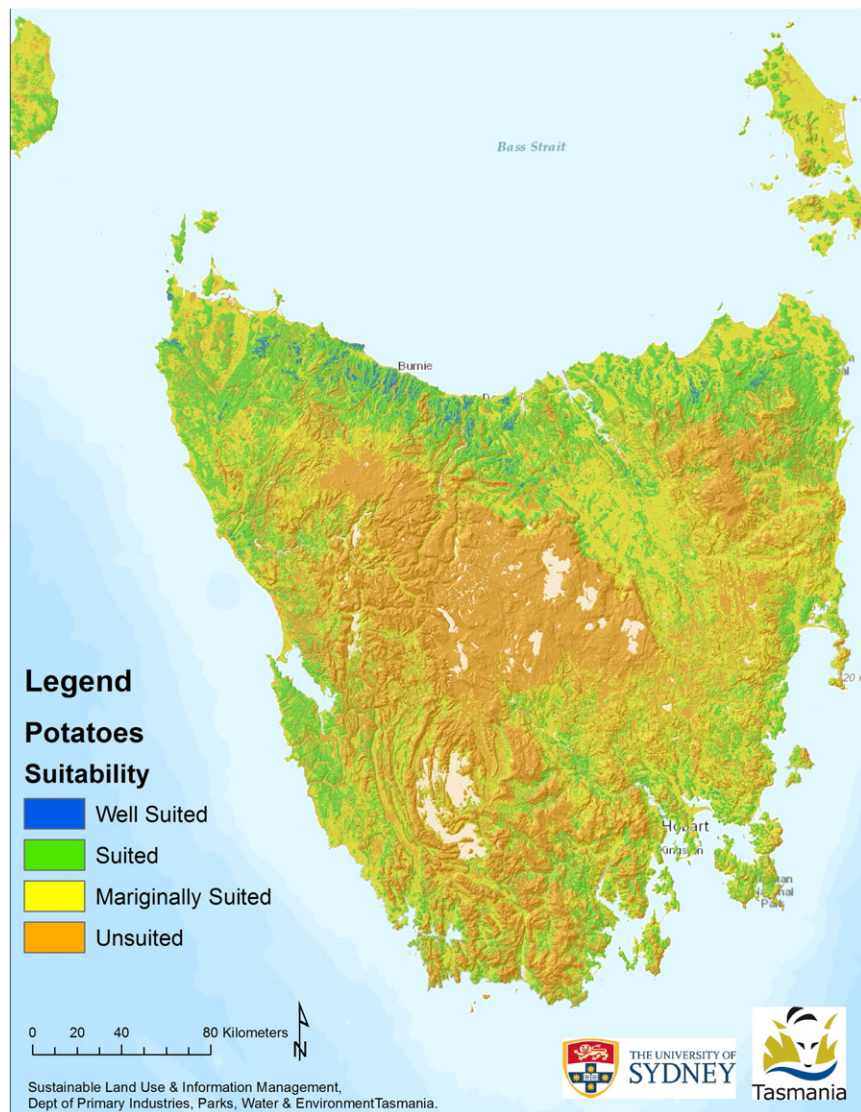 Bass Strait
Burnie
Hobart
Legend
Potatoes
Suitability
Well Suited
Suited
Mariginally Suited
Unsuited
0 20 40 80 Kilometers
N
Sustainable Land Use & Information Management,
Dept of Primary Industries, Parks, Water & EnvironmentTasmania.
THE UNIVERSITY OF
SYDNEY
Tasmania